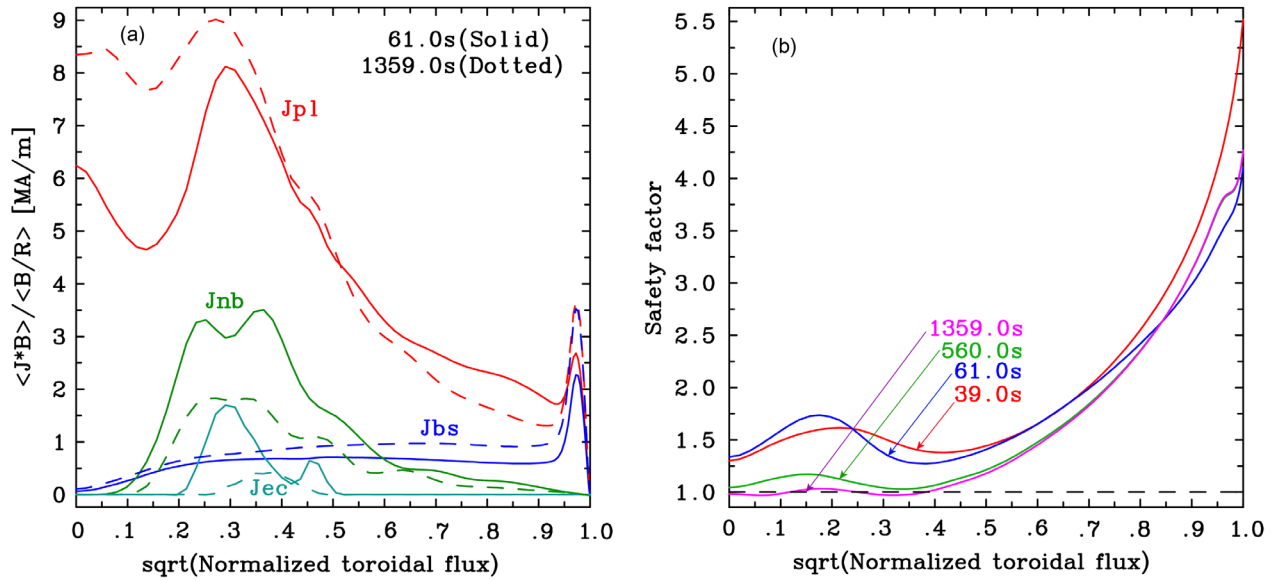 (a)
61.0s(Solid)
1359.0s(Dotted)
Jpl
Jnb
Jbs
Jec
<J*B>/<B/R> [MA/m]
9
8
7
6
5
4
3
2
1
0
0 .1 .2 .3 .4 .5 .6 .7 .8 .9 1.0
sqrt(Normalized toroidal flux)
(b)
Safety factor
5.5
5.0
4.5
4.0
3.5
3.0
2.5
2.0
1.5
1.0
1359.0s
560.0s
61.0s
39.0s
0 .1 .2 .3 .4 .5 .6 .7 .8 .9 1.0
sqrt(Normalized toroidal flux)